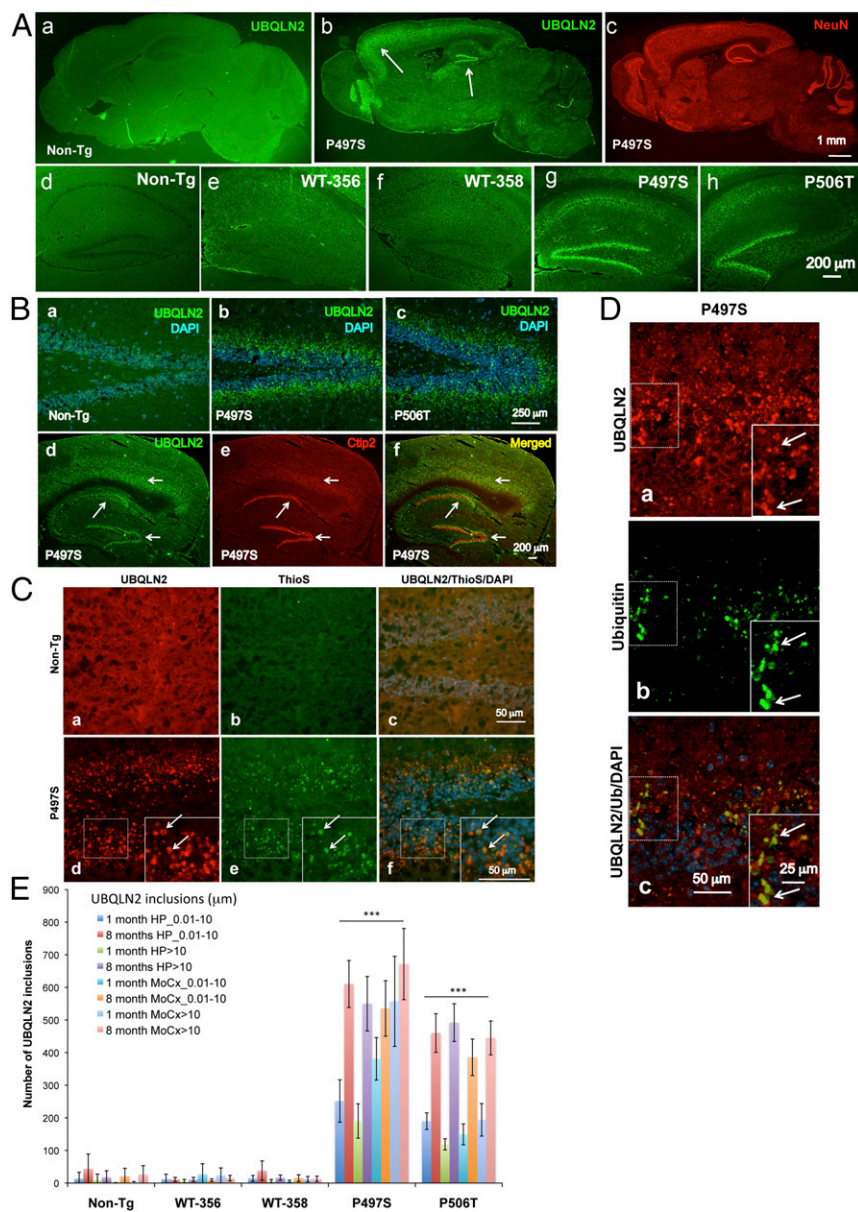 A
a
UBQLN2
Non-Tg
b
UBQLN2
P497S
c
NeuN
P497S
1 mm
d
Non-Tg
e
WT-356
f
WT-358
g
P497S
h
P506T
200 μm
B
a
UBQLN2
DAPI
Non-Tg
b
UBQLN2
DAPI
P497S
c
UBQLN2
DAPI
P506T
250 μm
d
UBQLN2
P497S
e
Ctip2
P497S
f
Merged
P497S
200 μm
C
UBQLN2
ThioS
UBQLN2/ThioS/DAPI
Non-Tg
a
b
c
50 μm
P497S
d
e
f
50 μm
D
P497S
UBQLN2
a
Ubiquitin
b
UBQLN2/Ub/DAPI
c
50 μm
25 μm
E
UBQLN2 inclusions (μm)
1 month HP_0.01-10
8 months HP_0.01-10
1 month HP>10
8 months HP>10
1 month MoCx_0.01-10
8 month MoCx_0.01-10
1 month MoCx>10
8 month MoCx>10
Number of UBQLN2 inclusions
900
800
700
600
500
400
300
200
100
0
***
***
Non-Tg
WT-356
WT-358
P497S
P506T